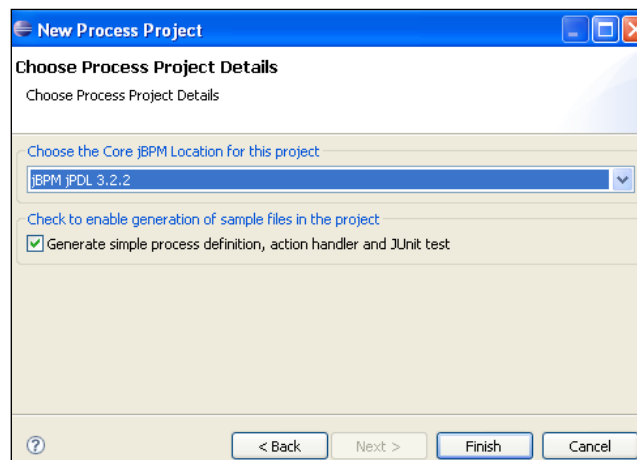 New Process Project
Choose Process Project Details
Choose Process Project Details
Choose the Core jBPM Location for this project
jBPM jPDL 3.2.2
Check to enable generation of sample files in the project
Generate simple process definition, action handler and JUnit test
? < Back Next > Finish Cancel